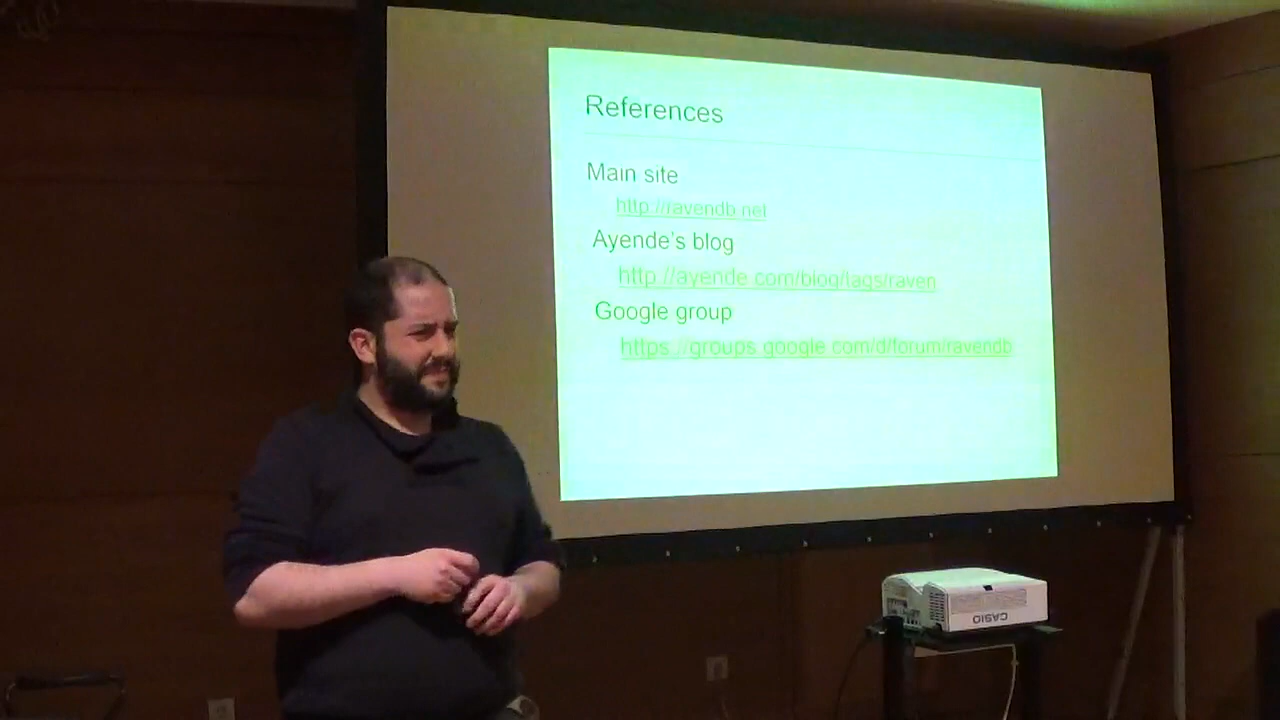 References
Main site
http://ravendb.net
Ayende's blog
http://ayende.com/blog/tags/raven
Google group
https://groups.google.com/d/forum/ravendb
CASIO